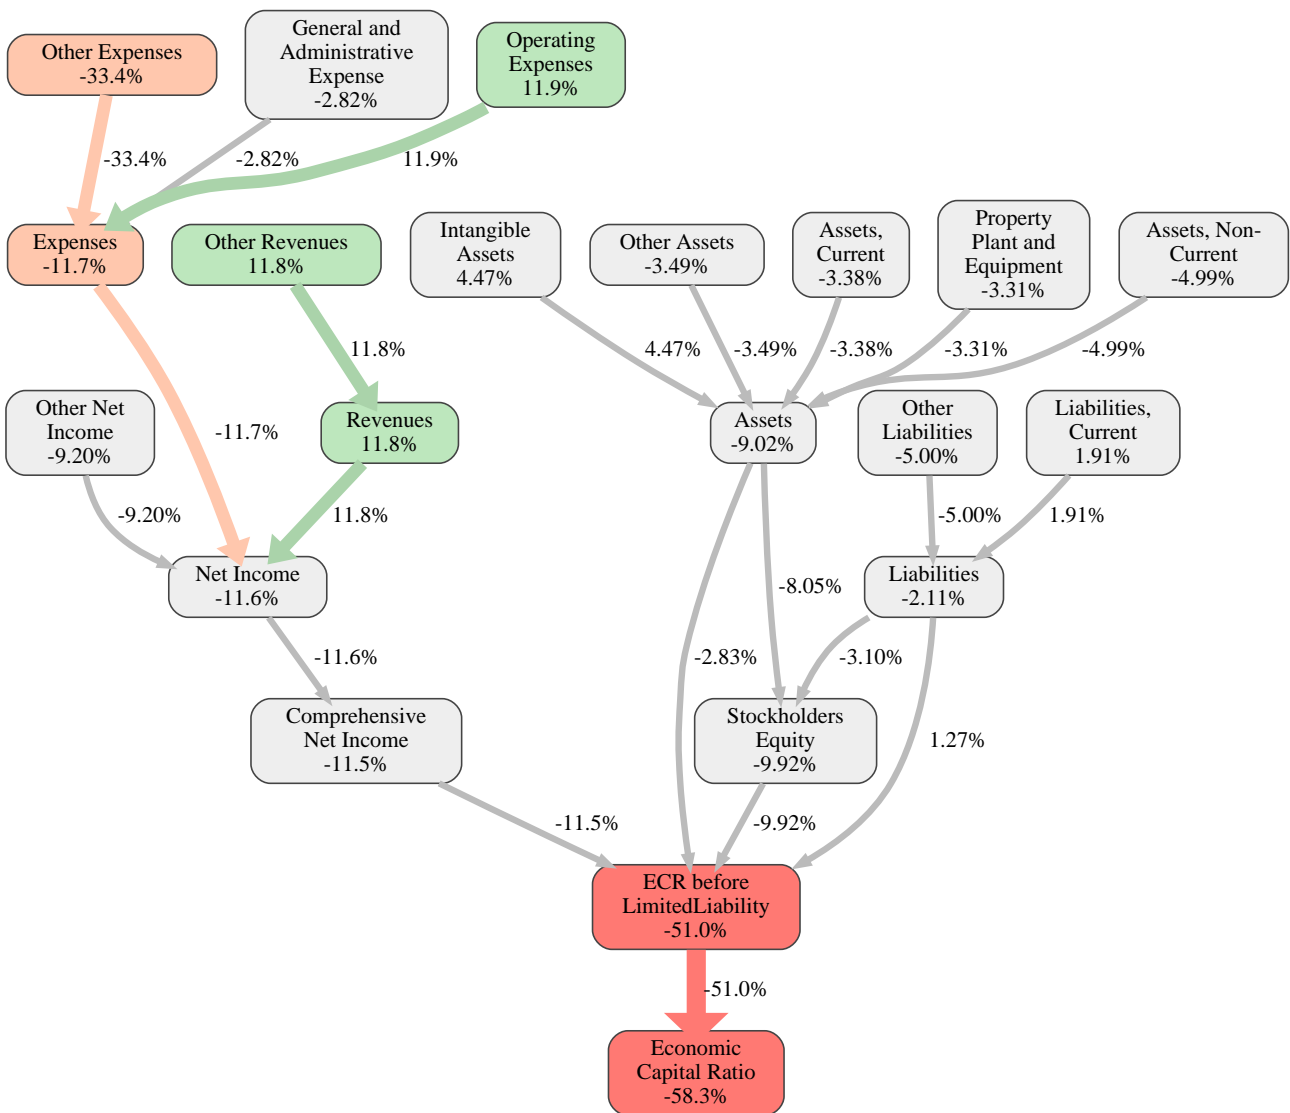 Other Expenses
-33.4%
General and
Administrative
Expense
-2.82%
Operating
Expenses
11.9%
-33.4%
-2.82%
11.9%
Expenses
-11.7%
Other Revenues
11.8%
Intangible
Assets
4.47%
Other Assets
-3.49%
Assets,
Current
-3.38%
Property
Plant and
Equipment
-3.31%
Assets, Non-
Current
-4.99%
11.8%
4.47%
-3.49%
-3.38%
-3.31%
-4.99%
Other Net
Income
-9.20%
-11.7%
Revenues
11.8%
Assets
-9.02%
Other
Liabilities
-5.00%
Liabilities,
Current
1.91%
-9.20%
11.8%
-5.00%
1.91%
Net Income
-11.6%
-8.05%
Liabilities
-2.11%
-11.6%
-2.83%
-3.10%
Comprehensive
Net Income
-11.5%
Stockholders
Equity
-9.92%
1.27%
-11.5%
-9.92%
ECR before
LimitedLiability
-51.0%
-51.0%
Economic
Capital Ratio
-58.3%